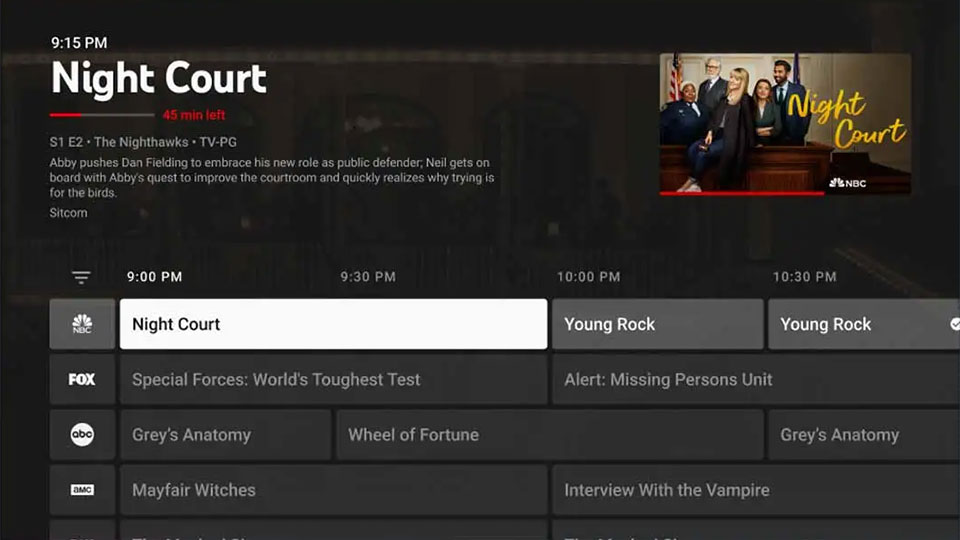 9:15 PM
Night Court
45 min left
S1 E2 • The Nighthawks • TV-PG
Abby pushes Dan Fielding to embrace his new role as public defender; Neil gets on
board with Abby's quest to improve the courtroom and quickly realizes why trying is
for the birds.
Sitcom
Night
Court
NBC
9:00 PM 9:30 PM 10:00 PM 10:30 PM
NBC Night Court Young Rock Young Rock
FOX Special Forces: World's Toughest Test Alert: Missing Persons Unit
abc Grey's Anatomy Wheel of Fortune Grey's Anatomy
aMC Mayfair Witches Interview With the Vampire